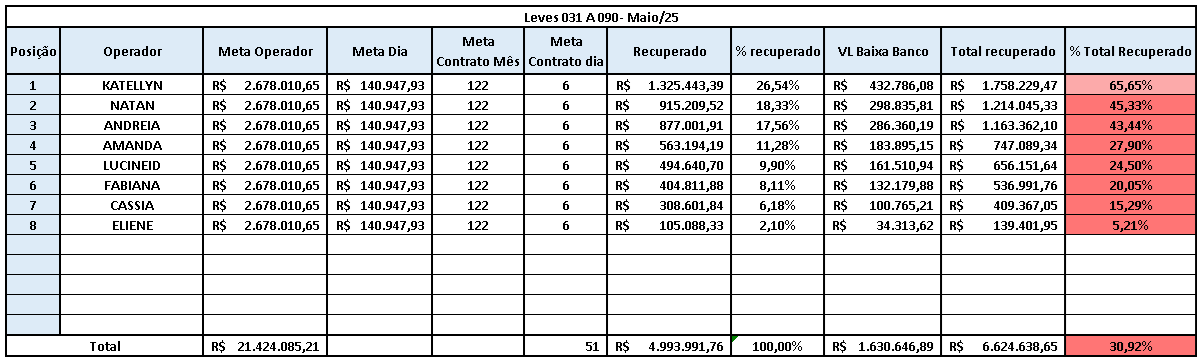 Leves 031 A 090- Maio/25
Posição Operador Meta Operador Meta Dia Meta Contrato Mês Meta Contrato dia Recuperado % recuperado VL Baixa Banco Total recuperado % Total Recuperado
1 KATELLYN R$ 2.678.010,65 R$ 140.947,93 122 6 R$ 1.325.443,39 26,54% R$ 432.786,08 R$ 1.758.229,47 65,65%
2 NATAN R$ 2.678.010,65 R$ 140.947,93 122 6 R$ 915.209,52 18,33% R$ 298.835,81 R$ 1.214.045,33 45,33%
3 ANDREIA R$ 2.678.010,65 R$ 140.947,93 122 6 R$ 877.001,91 17,56% R$ 286.360,19 R$ 1.163.362,10 43,44%
4 AMANDA R$ 2.678.010,65 R$ 140.947,93 122 6 R$ 563.194,19 11,28% R$ 183.895,15 R$ 747.089,34 27,90%
5 LUCINEID R$ 2.678.010,65 R$ 140.947,93 122 6 R$ 494.640,70 9,90% R$ 161.510,94 R$ 656.151,64 24,50%
6 FABIANA R$ 2.678.010,65 R$ 140.947,93 122 6 R$ 404.811,88 8,11% R$ 132.179,88 R$ 536.991,76 20,05%
7 CASSIA R$ 2.678.010,65 R$ 140.947,93 122 6 R$ 308.601,84 6,18% R$ 100.765,21 R$ 409.367,05 15,29%
8 ELIENE R$ 2.678.010,65 R$ 140.947,93 122 6 R$ 105.088,33 2,10% R$ 34.313,62 R$ 139.401,95 5,21%
Total R$ 21.424.085,21 51 R$ 4.993.991,76 100,00% R$ 1.630.646,89 R$ 6.624.638,65 30,92%